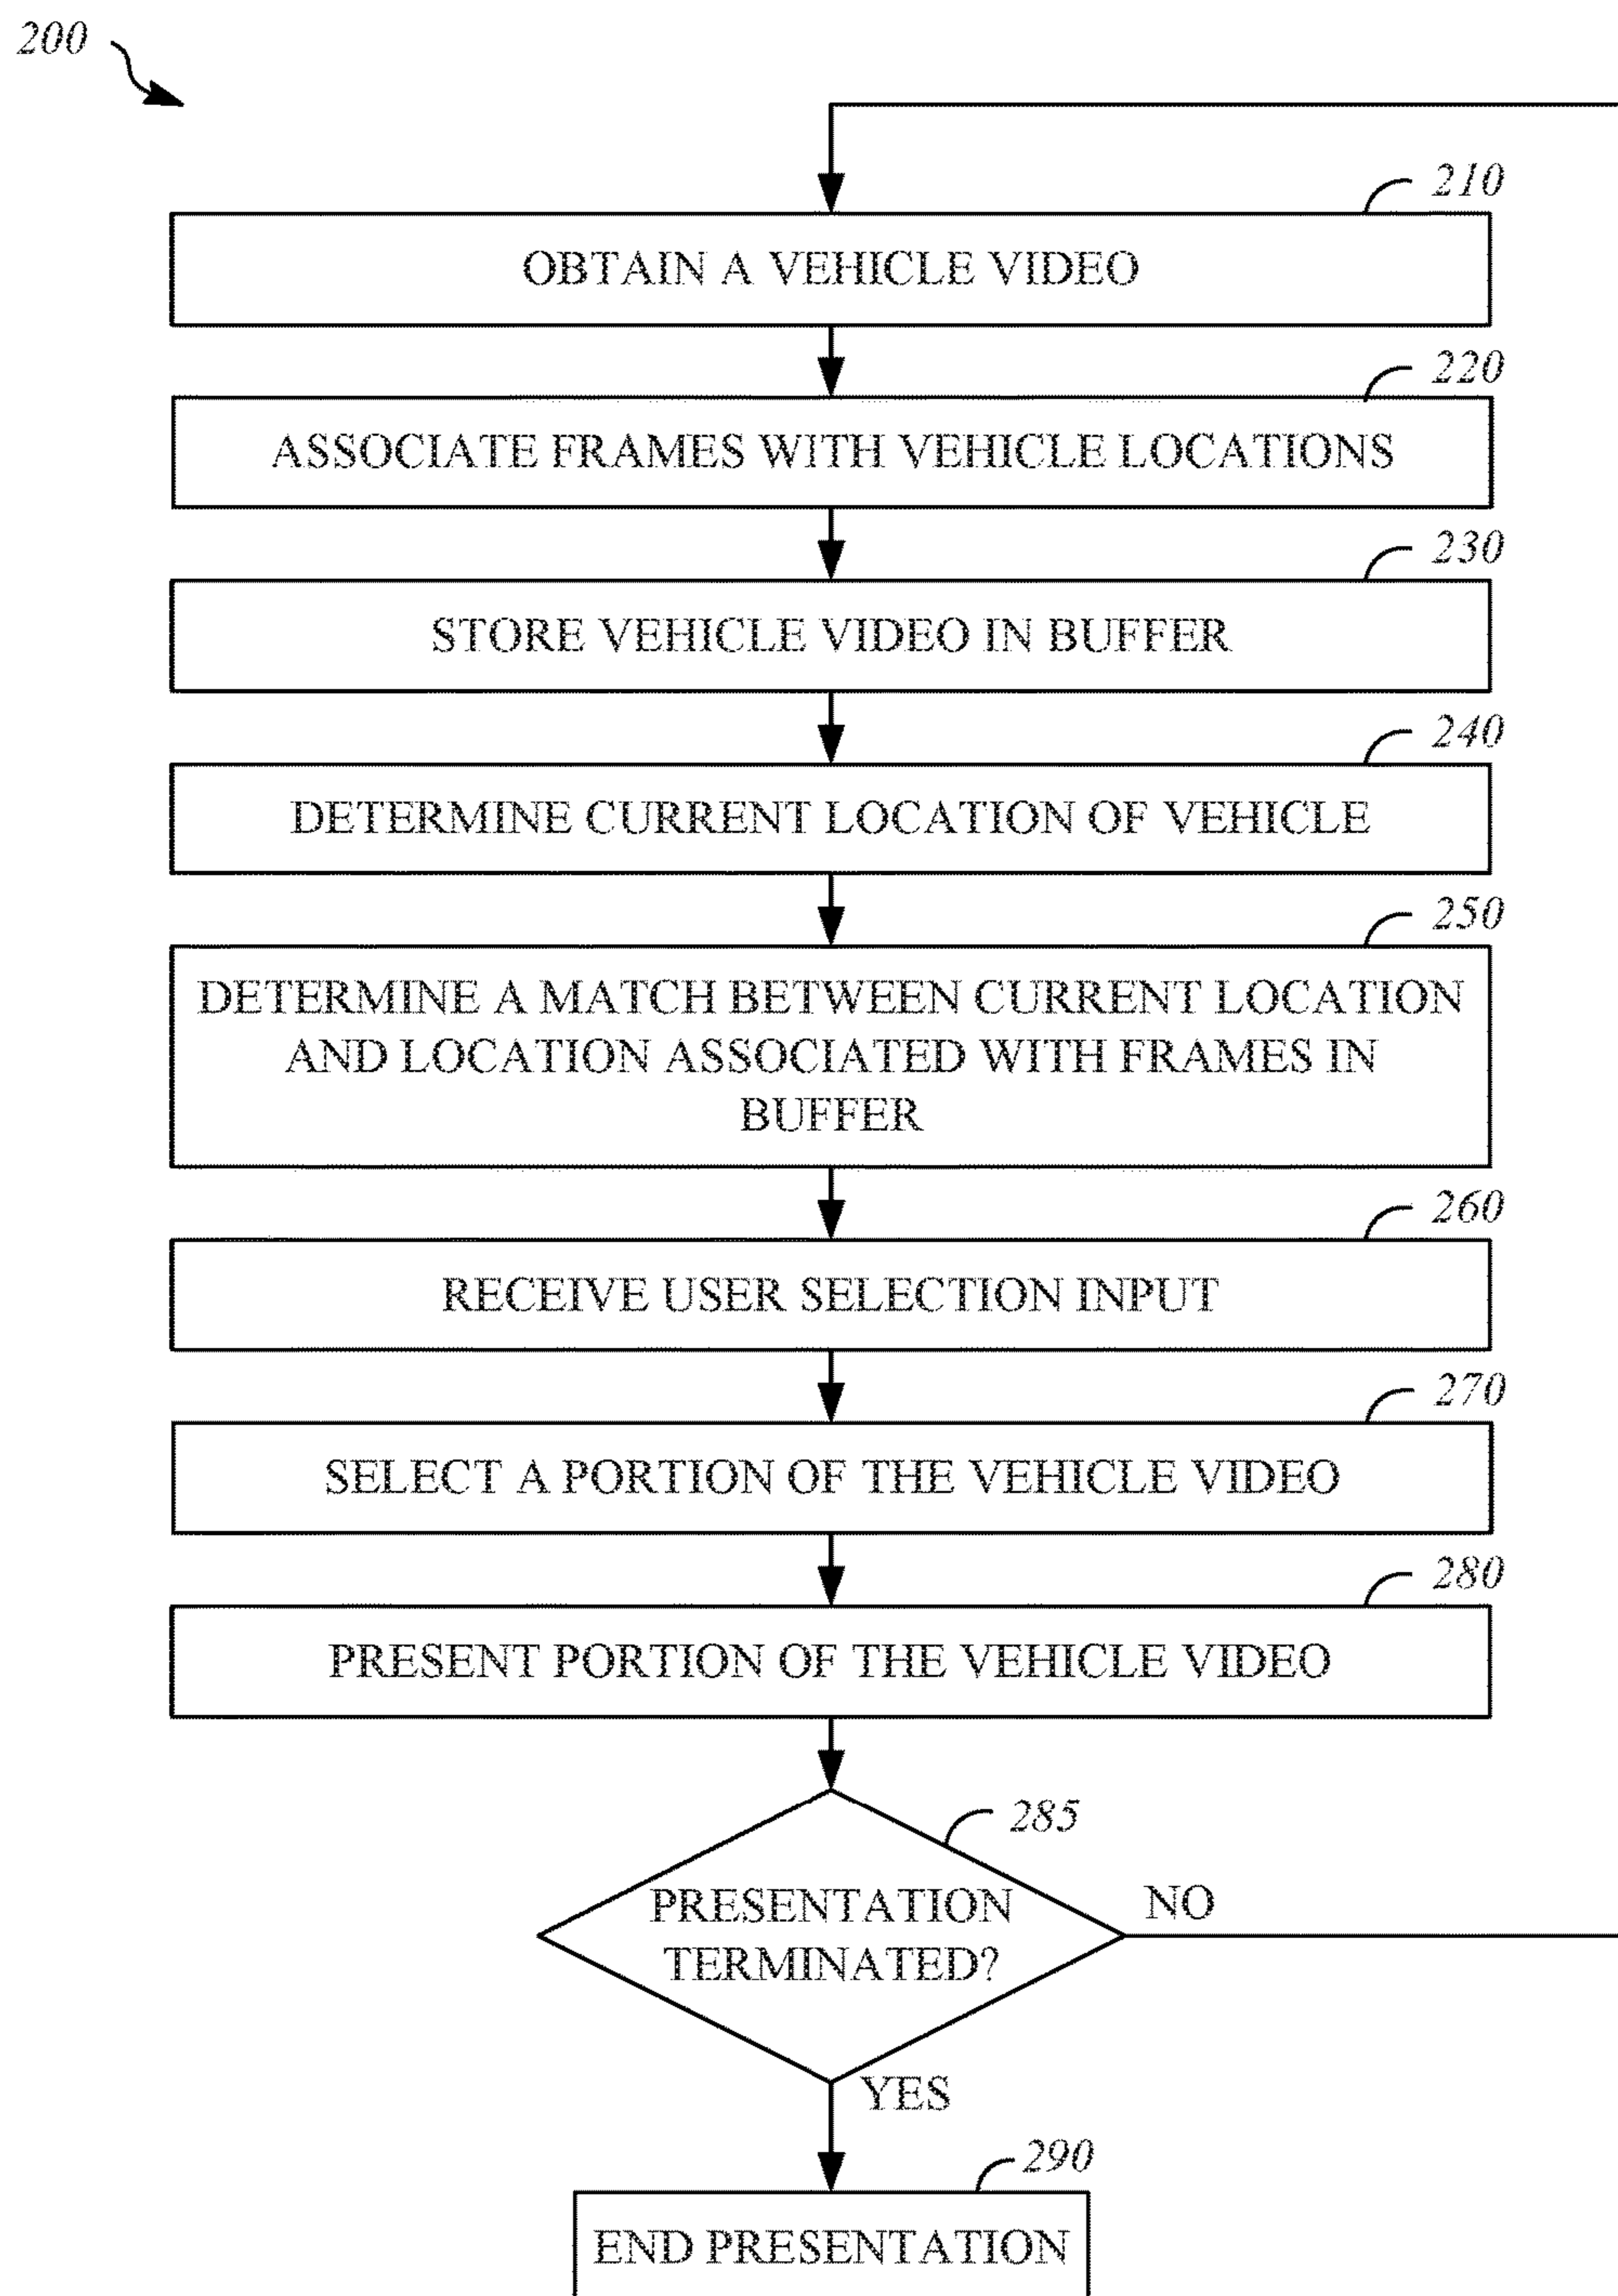 200
210
OBTAIN A VEHICLE VIDEO
220
ASSOCIATE FRAMES WITH VEHICLE LOCATIONS
230
STORE VEHICLE VIDEO IN BUFFER
240
DETERMINE CURRENT LOCATION OF VEHICLE
250
DETERMINE A MATCH BETWEEN CURRENT LOCATION
AND LOCATION ASSOCIATED WITH FRAMES IN
BUFFER
260
RECEIVE USER SELECTION INPUT
270
SELECT A PORTION OF THE VEHICLE VIDEO
280
PRESENT PORTION OF THE VEHICLE VIDEO
285
NO
PRESENTATION
TERMINATED?
YES
290
END PRESENTATION